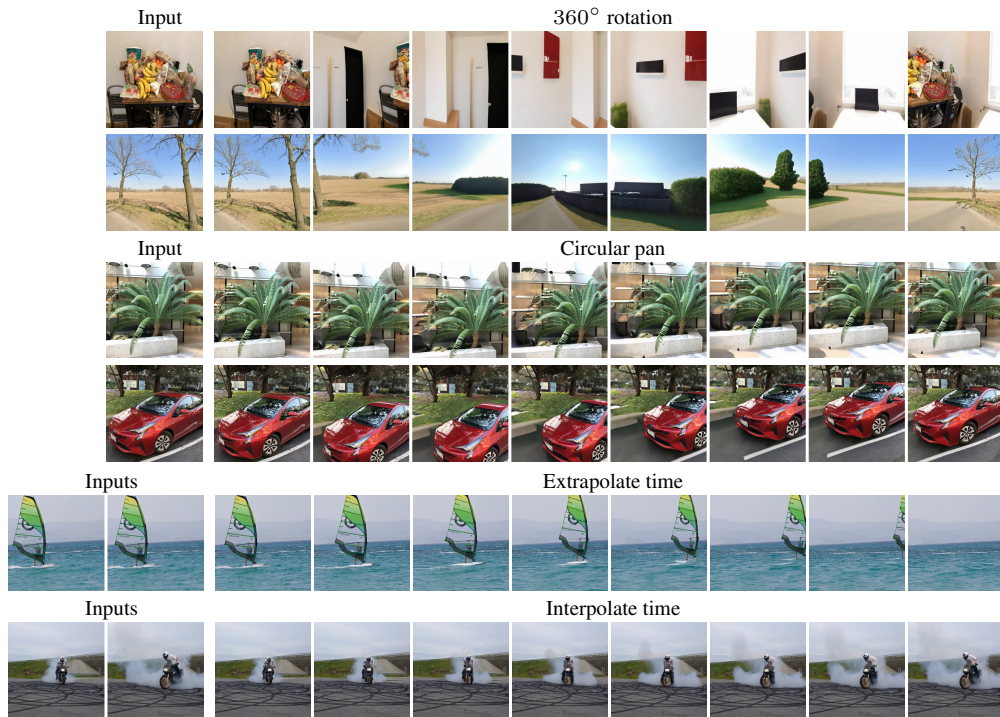 Input 360° rotation
Input Circular pan
Inputs Extrapolate time
Inputs Interpolate time